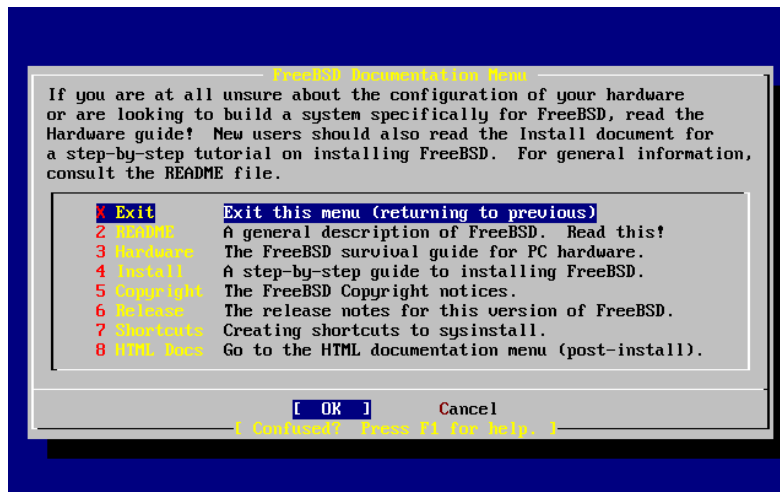 FreeBSD Documentation Menu
If you are at all unsure about the configuration of your hardware
or are looking to build a system specifically for FreeBSD, read the
Hardware guide!  New users should also read the Install document for
a step-by-step tutorial on installing FreeBSD.  For general information,
consult the README file.
X Exit Exit this menu (returning to previous)
2 README A general description of FreeBSD.  Read this!
3 Hardware The FreeBSD survival guide for PC hardware.
4 Install A step-by-step guide to installing FreeBSD.
5 Copyright The FreeBSD Copyright notices.
6 Release The release notes for this version of FreeBSD.
7 Shortcuts Creating shortcuts to sysinstall.
8 HTML Docs Go to the HTML documentation menu (post-install).
[ OK ] Cancel
[ Confused?  Press F1 for help. ]